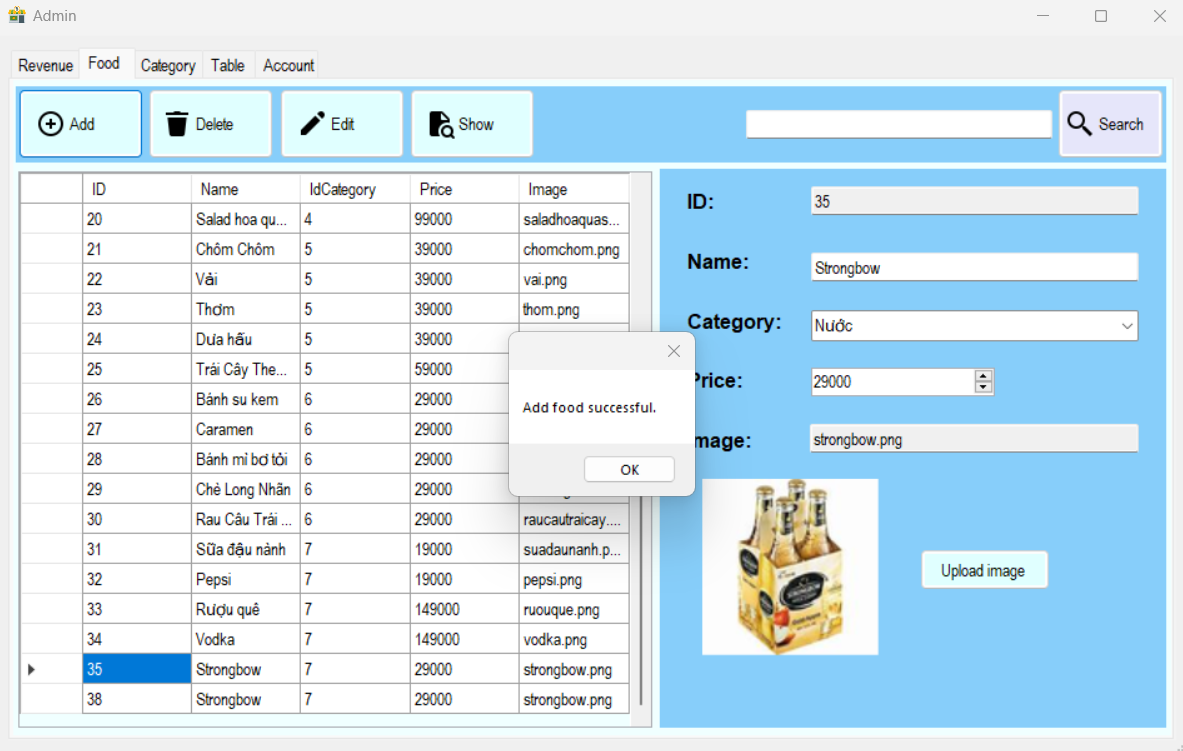 Admin
Revenue Food Category Table Account
Add Delete Edit Show Search
ID Name IdCategory Price Image
20 Salad hoa qu... 4 99000 saladhoaquas...
21 Chôm Chôm 5 39000 chomchom.png
22 Vải 5 39000 vai.png
23 Thơm 5 39000 thom.png
24 Dưa hấu 5 39000
25 Trái Cây The... 5 59000
26 Bánh su kem 6 29000
27 Caramen 6 29000
28 Bánh mì bơ tỏi 6 29000
29 Chè Long Nhãn 6 29000
30 Rau Câu Trái ... 6 29000 raucautraicay....
31 Sữa đậu nành 7 19000 suadaunanh.p...
32 Pepsi 7 19000 pepsi.png
33 Rượu quê 7 149000 ruouque.png
34 Vodka 7 149000 vodka.png
35 Strongbow 7 29000 strongbow.png
38 Strongbow 7 29000 strongbow.png
ID: 35
Name: Strongbow
Category: Nước
Price: 29000
Image: strongbow.png
STRONGBOW
Upload image
Add food successful.
OK